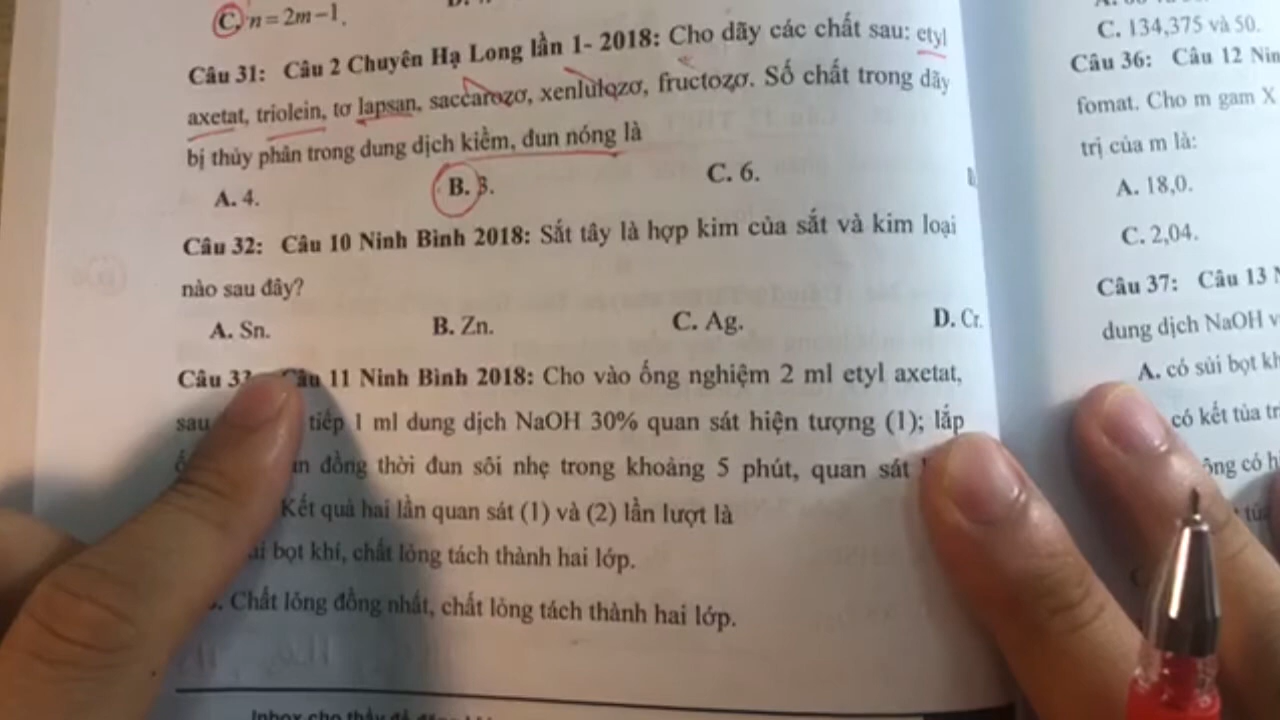 C. n = 2m-1.
Câu 31: Câu 2 Chuyên Hạ Long lần 1- 2018: Cho dãy các chất sau: etyl
axetat, triolein, tơ lapsan, saccarozơ, xenlulozơ, fructozơ. Số chất trong dãy
bị thủy phân trong dung dịch kiềm, đun nóng là
A. 4. B. 3. C. 6.
Câu 32: Câu 10 Ninh Bình 2018: Sắt tây là hợp kim của sắt và kim loại
nào sau đây?
A. Sn. B. Zn. C. Ag. D. Cr.
Câu 33 Câu 11 Ninh Bình 2018: Cho vào ống nghiệm 2 ml etyl axetat,
sau tiếp 1 ml dung dịch NaOH 30% quan sát hiện tượng (1); lắp
đồng thời đun sôi nhẹ trong khoảng 5 phút, quan sát
Kết quả hai lần quan sát (1) và (2) lần lượt là
bọt khí, chất lỏng tách thành hai lớp.
Chất lỏng đồng nhất, chất lỏng tách thành hai lớp.
Inbox cho thầy để
C. 134,375 và 50.
Câu 36: Câu 12
fomat. Cho m gam X
trị của m là:
A. 18,0.
C. 2,04.
Câu 37: Câu 13
dung dịch NaOH
A. có sủi bọt
có kết tủa
có